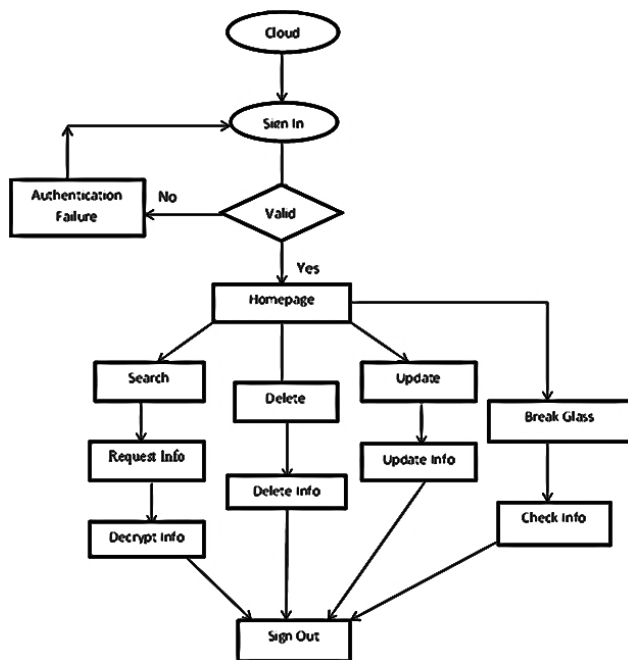 Cloud
Sign In
Authentication
Failure
No
Valid
Yes
Homepage
Search
Delete
Update
Break Glass
Request Info
Delete Info
Update Info
Check Info
Decrypt Info
Sign Out